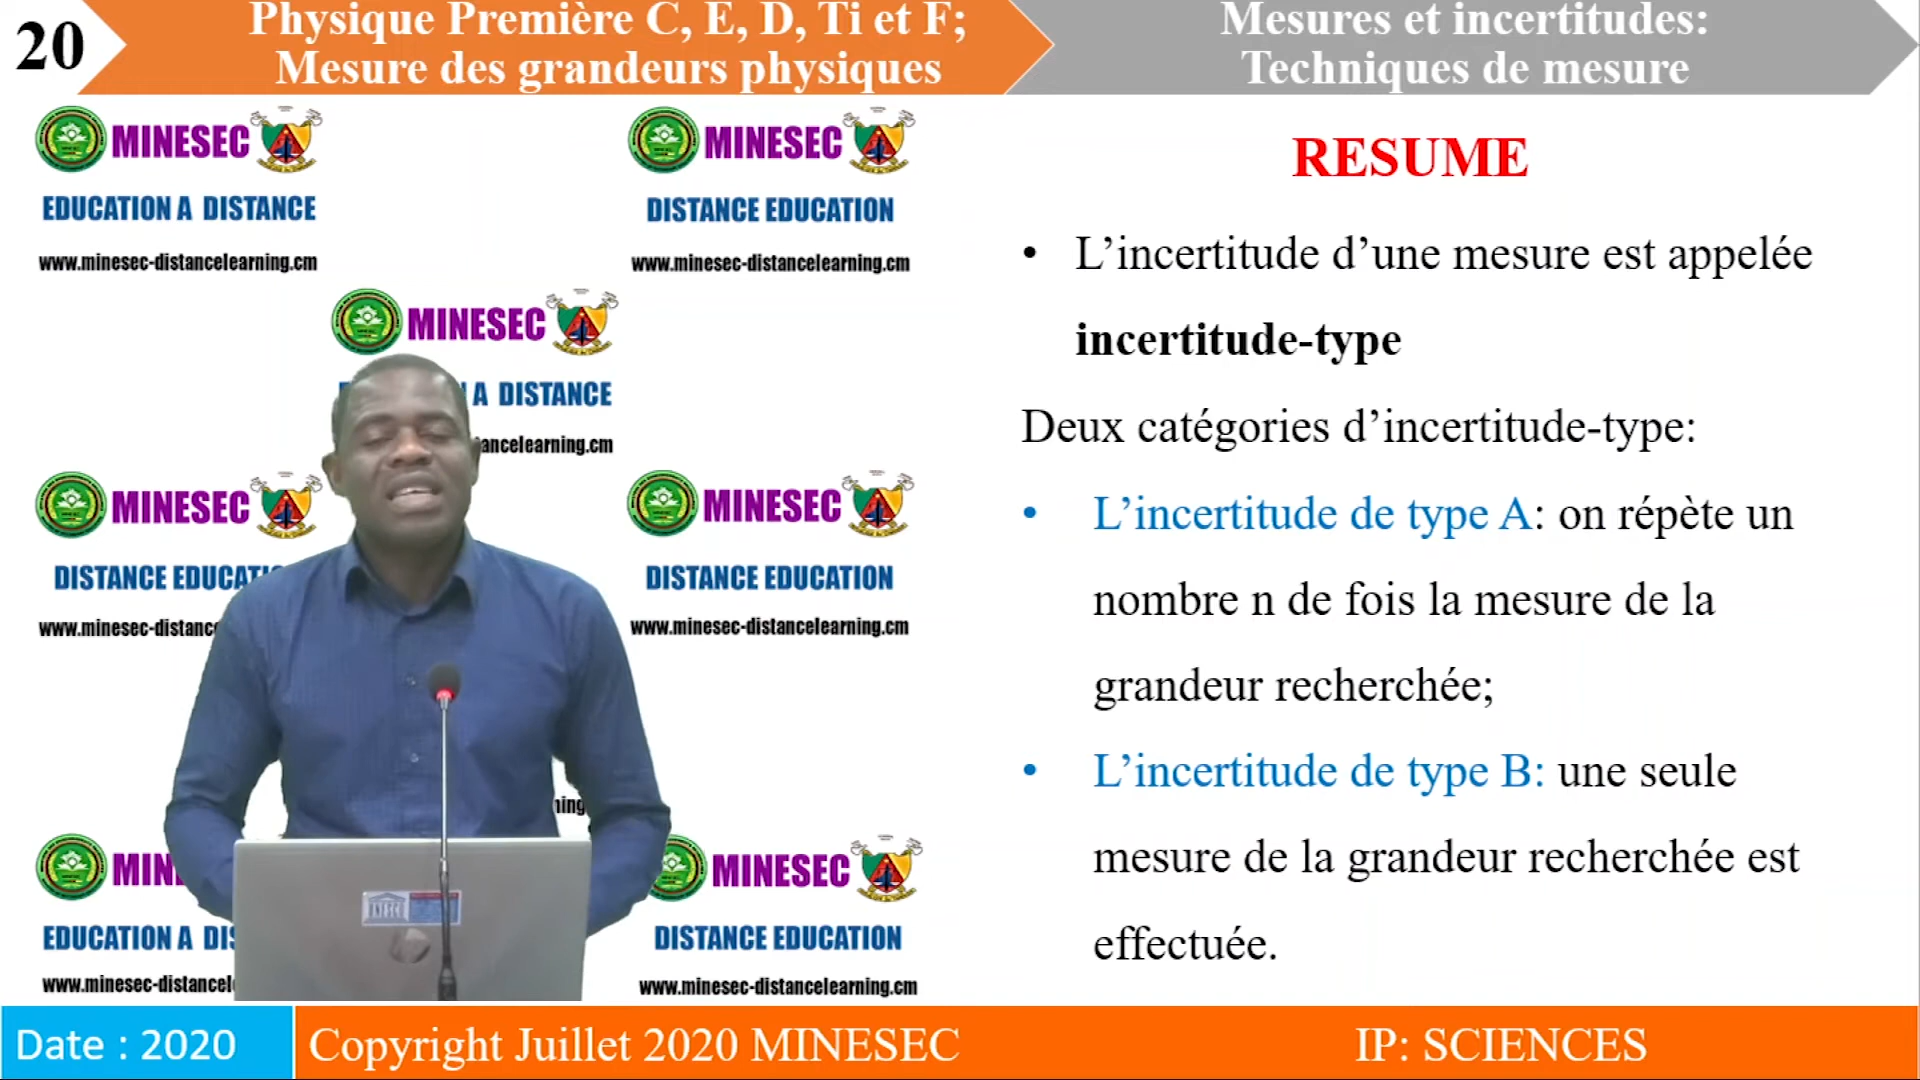 20
Physique Première C, E, D, Ti et F;
Mesure des grandeurs physiques
Mesures et incertitudes:
Techniques de mesure
MINESEC
EDUCATION A DISTANCE
www.minesec-distancelearning.cm
MINESEC
DISTANCE EDUCATION
www.minesec-distancelearning.cm
MINESEC
A DISTANCE
ancelearning.cm
MINESEC
DISTANCE EDUCATI
www.minesec-distanc
MINESEC
DISTANCE EDUCATION
www.minesec-distancelearning.cm
ning
MIN
EDUCATION A DIS
www.minesec-distancel
MINESEC
DISTANCE EDUCATION
www.minesec-distancelearning.cm
UNESCO
RESUME
• L’incertitude d’une mesure est appelée
incertitude-type
Deux catégories d’incertitude-type:
• L’incertitude de type A: on répète un
nombre n de fois la mesure de la
grandeur recherchée;
• L’incertitude de type B: une seule
mesure de la grandeur recherchée est
effectuée.
Date : 2020
Copyright Juillet 2020 MINESEC
IP: SCIENCES